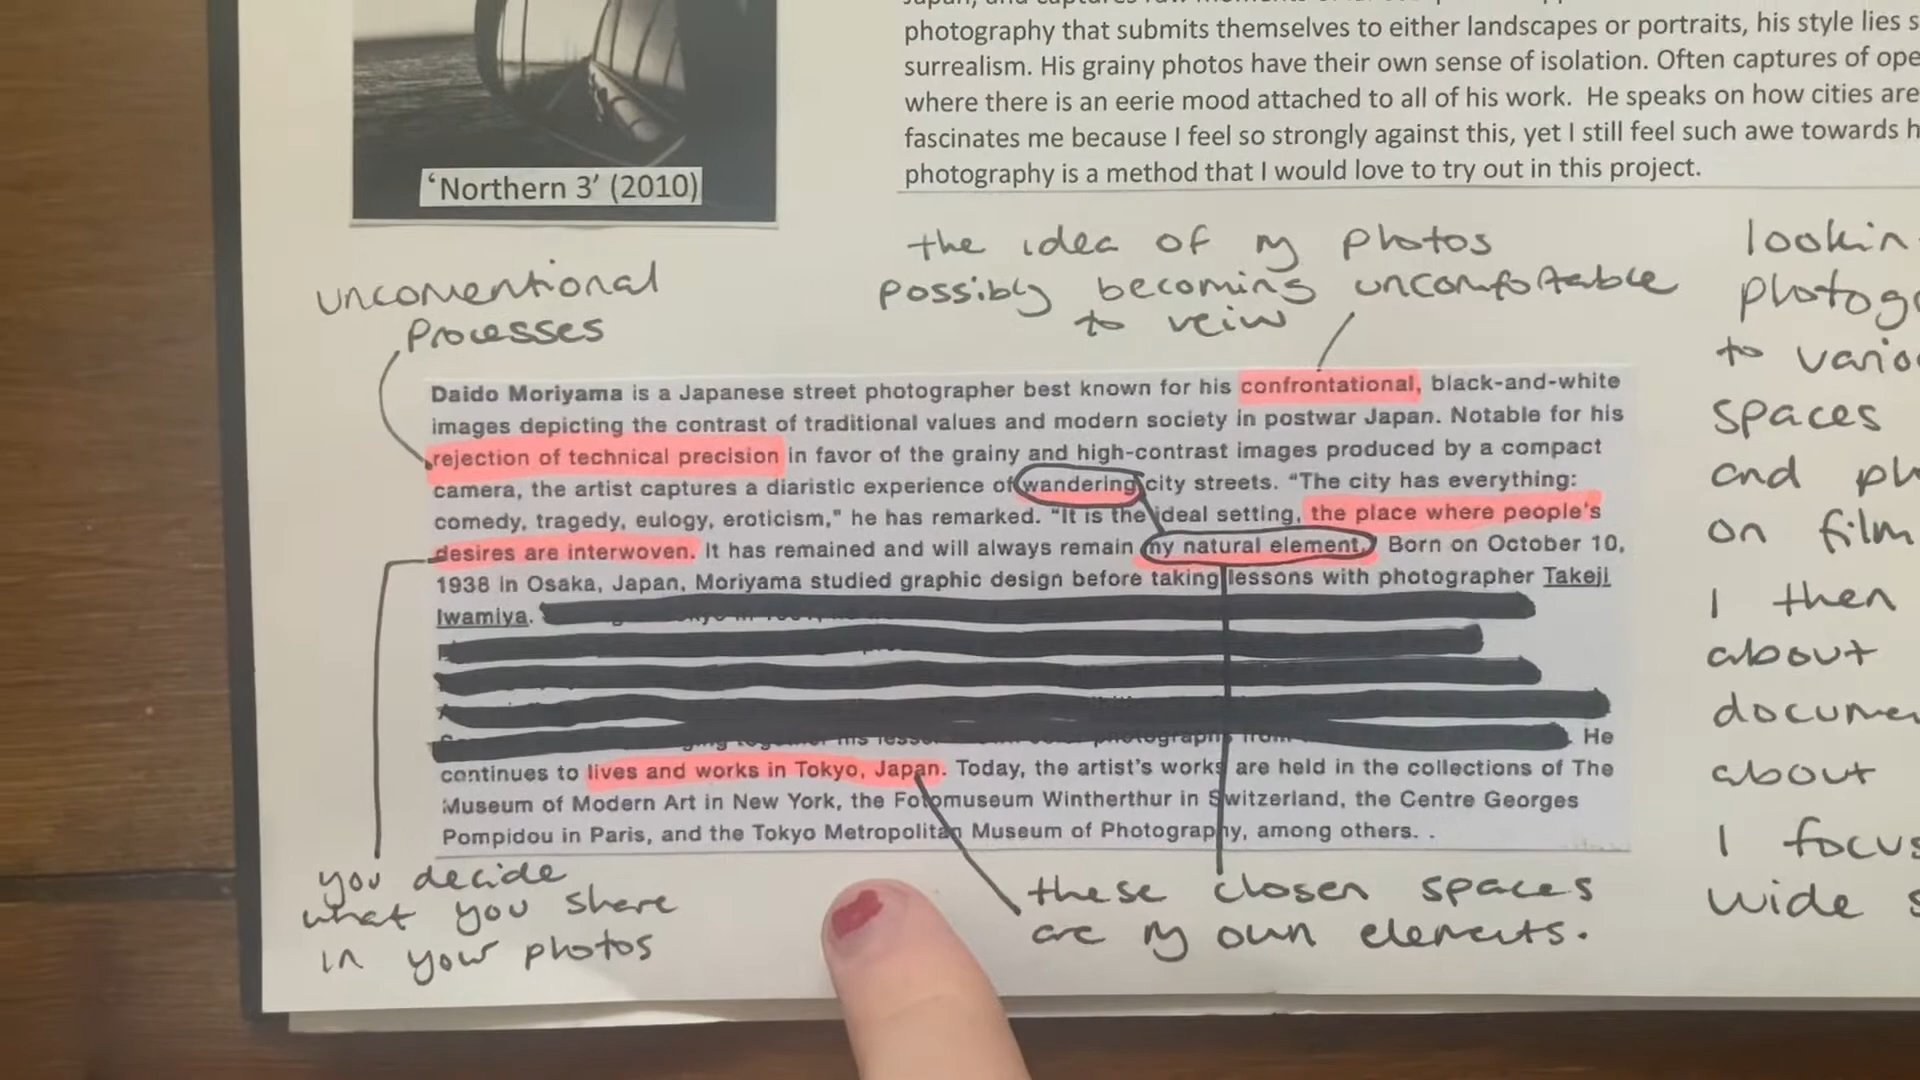 photography that submits themselves to either landscapes or portraits, his style lies
surrealism. His grainy photos have their own sense of isolation. Often captures of ope
where there is an eerie mood attached to all of his work. He speaks on how cities are
fascinates me because I feel so strongly against this, yet I still feel such awe towards h
photography is a method that I would love to try out in this project.
'Northern 3' (2010)
the idea of my photos
possibly becoming uncomfortable
to veiw
unconventional
processes
Daido Moriyama is a Japanese street photographer best known for his confrontational, black-and-white
images depicting the contrast of traditional values and modern society in postwar Japan. Notable for his
rejection of technical precision in favor of the grainy and high-contrast images produced by a compact
camera, the artist captures a diaristic experience of wandering city streets. "The city has everything:
comedy, tragedy, eulogy, eroticism," he has remarked. "It is the ideal setting, the place where people's
desires are interwoven. It has remained and will always remain my natural element. Born on October 10,
1938 in Osaka, Japan, Moriyama studied graphic design before taking lessons with photographer Takeji
Iwamiya.
He
continues to lives and works in Tokyo, Japan. Today, the artist's works are held in the collections of The
Museum of Modern Art in New York, the Fotomuseum Wintherthur in Switzerland, the Centre Georges
Pompidou in Paris, and the Tokyo Metropolitan Museum of Photography, among others. .
you decide
what you share
in your photos
these closen spaces
are my own elements.
lookin
photog
to vario
spaces
and ph
on film
I then
about
docume
about
I focus
wide s